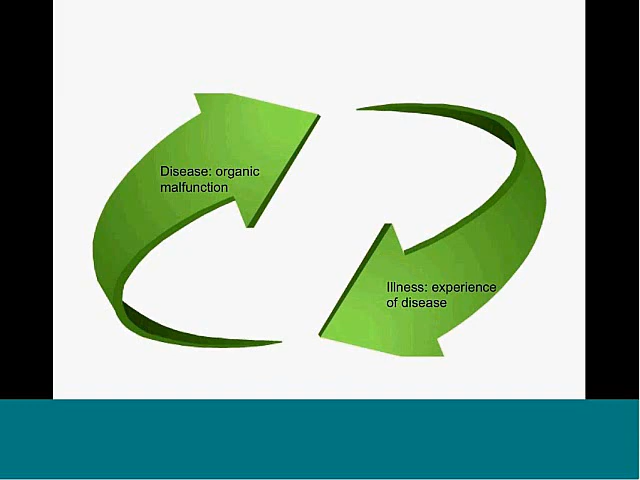 Disease: organic
malfunction
Illness: experience
of disease